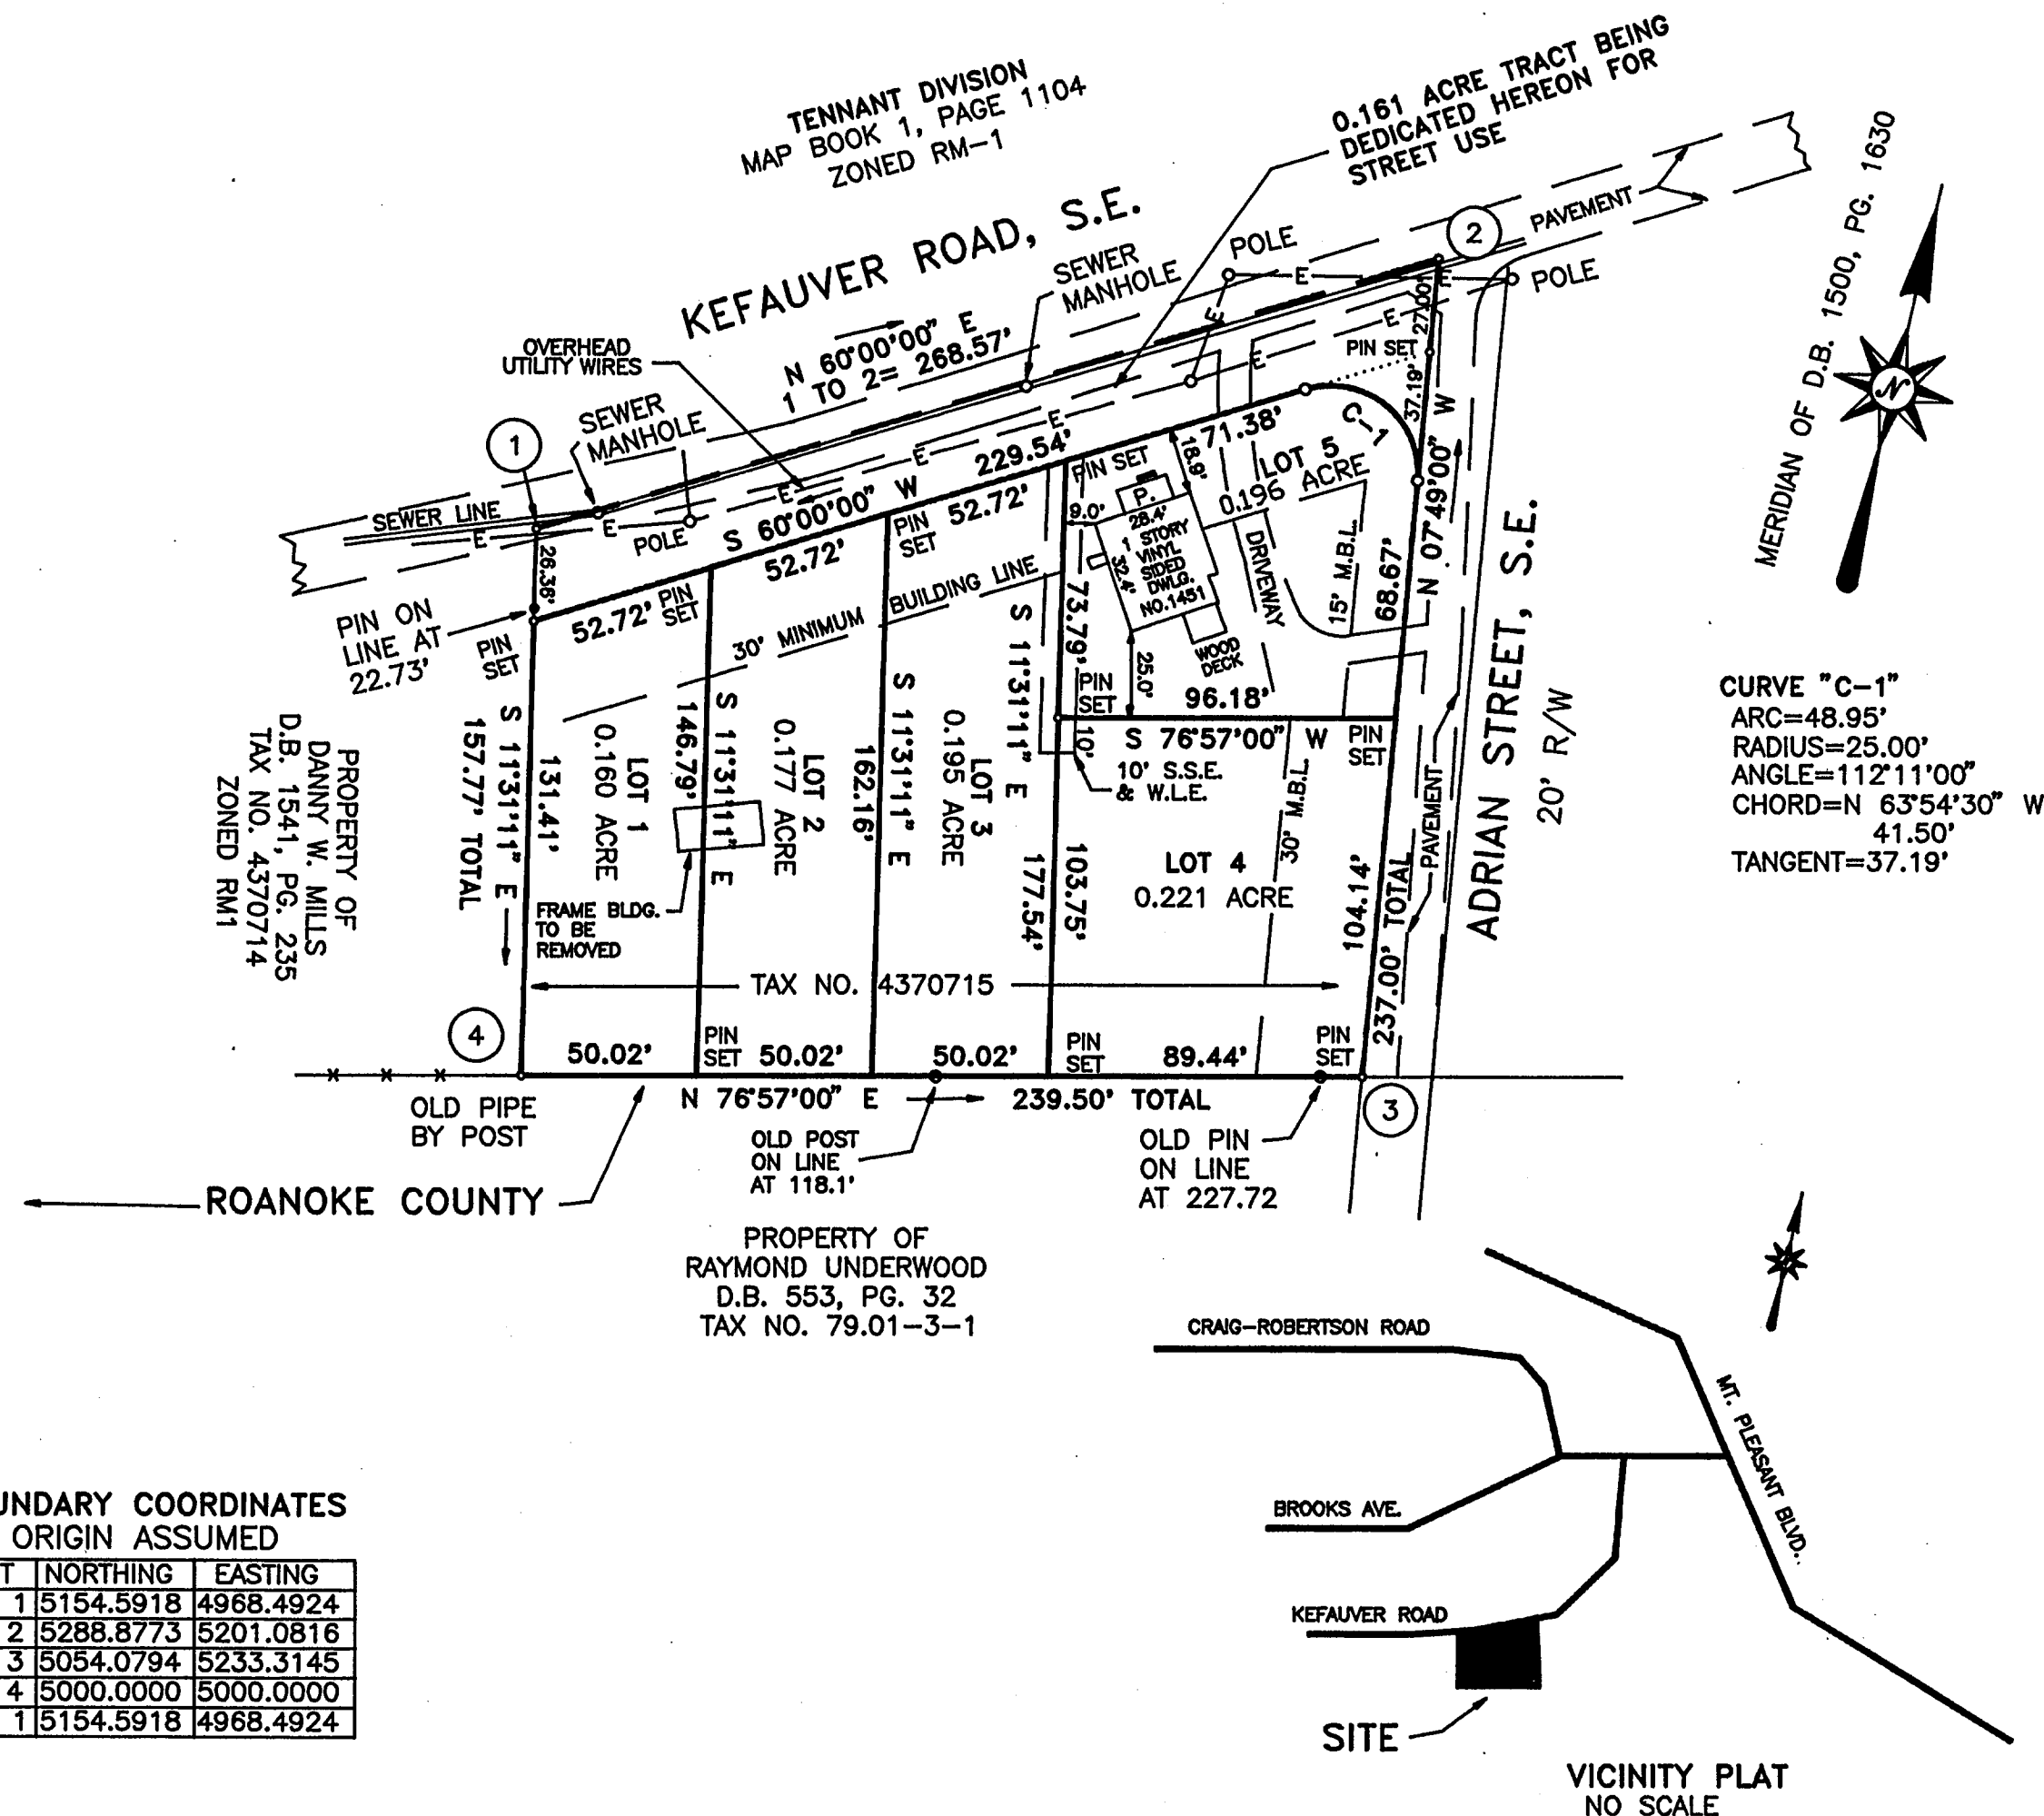 TENNANT DIVISION
MAP BOOK 1, PAGE 1104
ZONED RM-1
0.161 ACRE TRACT BEING
DEDICATED HEREON FOR
STREET USE
MERIDIAN OF D.B. 1500, PG. 1630
N
KEFAUVER ROAD, S.E.
N 60°00'00" E
1 TO 2= 268.57'
OVERHEAD
UTILITY WIRES
SEWER
MANHOLE
SEWER
MANHOLE
POLE
POLE
POLE
PAVEMENT
1
2
SEWER LINE
E
E
E
E
E
E
E
E
E
E
PIN SET
27.00'
37.19'
N 07°49'00" W
S 60°00'00" W
229.54'
71.38'
C-1
26.36'
PIN ON
LINE AT
22.73'
PIN
SET
52.72'
PIN
SET
52.72'
PIN
SET
52.72'
PIN SET
30' MINIMUM BUILDING LINE
18.9'
9.0'
P.
28.4'
32.4'
1 STORY
VINYL
SIDED
DWLG.
NO.1451
WOOD
DECK
25.0'
DRIVEWAY
LOT 5
0.196 ACRE
15' M.B.L.
68.67'
ADRIAN STREET, S.E.
20' R/W
CURVE "C-1"
ARC=48.95'
RADIUS=25.00'
ANGLE=112°11'00"
CHORD=N 63°54'30" W
41.50'
TANGENT=37.19'
PROPERTY OF
DANNY W. MILLS
D.B. 1541, PG. 235
TAX NO. 4370714
ZONED RM1
S 11°31'11" E
157.77' TOTAL
131.41'
LOT 1
0.160 ACRE
146.79'
S 11°31'11" E
LOT 2
0.177 ACRE
162.16'
S 11°31'11" E
LOT 3
0.195 ACRE
S 11°31'11" E
177.54'
73.79'
103.75'
PIN
SET
96.18'
S 76°57'00" W
PIN
SET
10'
10' S.S.E.
& W.L.E.
30' M.B.L
LOT 4
0.221 ACRE
104.14'
237.00' TOTAL
PAVEMENT
FRAME BLDG.
TO BE
REMOVED
TAX NO. 4370715
4
50.02'
PIN
SET
50.02'
50.02'
PIN
SET
89.44'
PIN
SET
3
N 76°57'00" E
239.50' TOTAL
OLD PIPE
BY POST
OLD POST
ON LINE
AT 118.1'
OLD PIN
ON LINE
AT 227.72
ROANOKE COUNTY
PROPERTY OF
RAYMOND UNDERWOOD
D.B. 553, PG. 32
TAX NO. 79.01-3-1
UNDARY COORDINATES
ORIGIN ASSUMED
T NORTHING EASTING
1 5154.5918 4968.4924
2 5288.8773 5201.0816
3 5054.0794 5233.3145
4 5000.0000 5000.0000
1 5154.5918 4968.4924
CRAIG-ROBERTSON ROAD
MT. PLEASANT BLVD.
BROOKS AVE.
KEFAUVER ROAD
SITE
VICINITY PLAT
NO SCALE